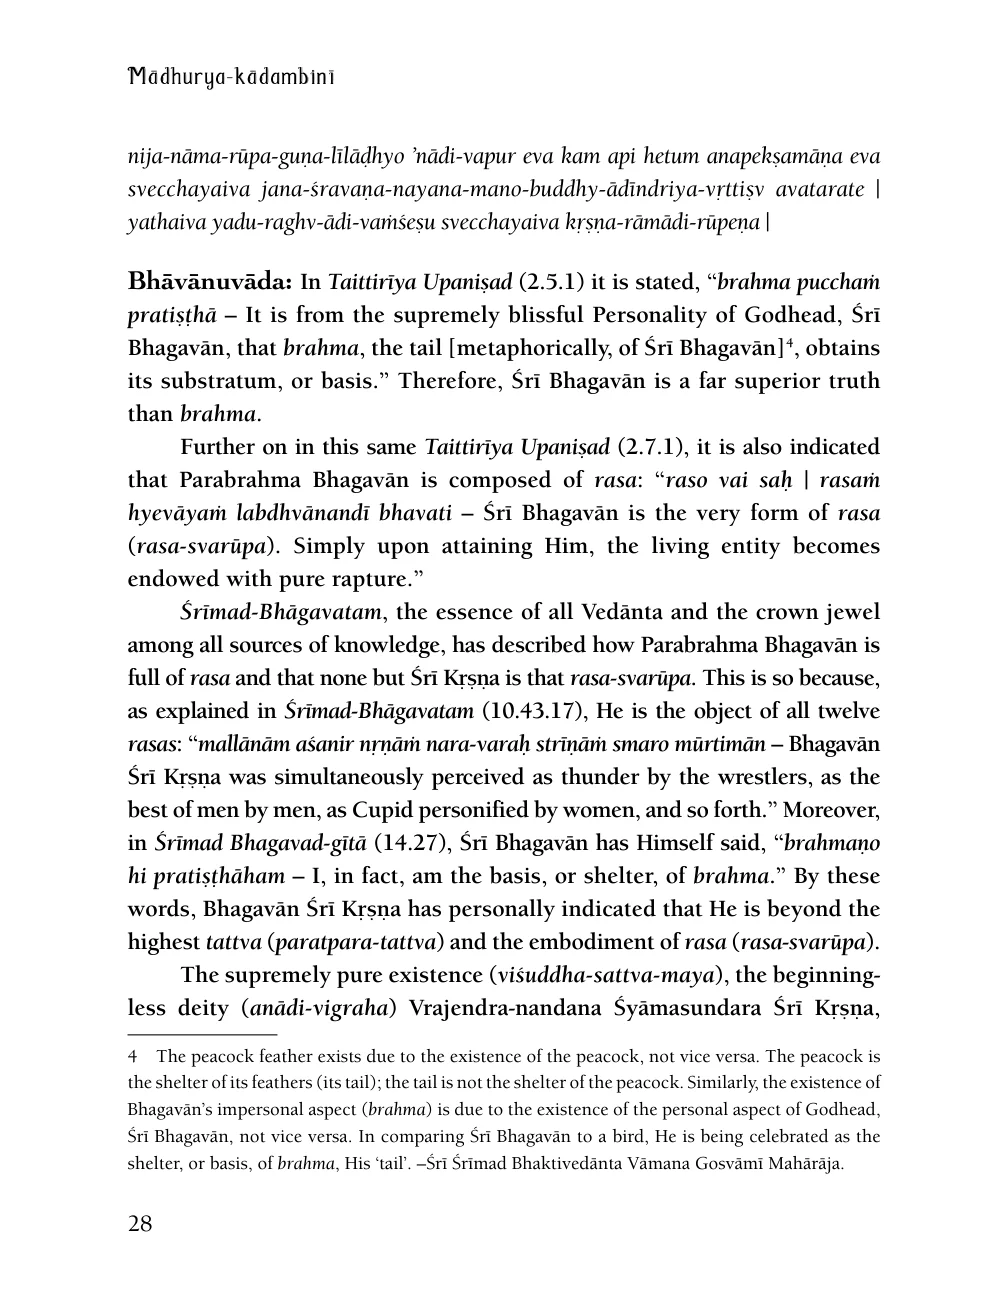 Mādhurya-kādambinī
nija-nāma-rūpa-guṇa-līlāḍhyo ’nādi-vapur eva kam api hetum anapekṣamāṇa eva
svecchayaiva jana-śravaṇa-nayana-mano-buddhy-ādīndriya-vṛttiṣv avatarate |
yathaiva yadu-raghv-ādi-vaṁśeṣu svecchayaiva kṛṣṇa-rāmādi-rūpeṇa |
Bhāvānuvāda: In Taittirīya Upaniṣad (2.5.1) it is stated, “brahma pucchaṁ
pratiṣṭhā – It is from the supremely blissful Personality of Godhead, Śrī
Bhagavān, that brahma, the tail [metaphorically, of Śrī Bhagavān]⁴, obtains
its substratum, or basis.” Therefore, Śrī Bhagavān is a far superior truth
than brahma.
Further on in this same Taittirīya Upaniṣad (2.7.1), it is also indicated
that Parabrahma Bhagavān is composed of rasa: “raso vai saḥ | rasaṁ
hyevāyaṁ labdhvānandī bhavati – Śrī Bhagavān is the very form of rasa
(rasa-svarūpa). Simply upon attaining Him, the living entity becomes
endowed with pure rapture.”
Śrīmad-Bhāgavatam, the essence of all Vedānta and the crown jewel
among all sources of knowledge, has described how Parabrahma Bhagavān is
full of rasa and that none but Śrī Kṛṣṇa is that rasa-svarūpa. This is so because,
as explained in Śrīmad-Bhāgavatam (10.43.17), He is the object of all twelve
rasas: “mallānām aśanir nṛṇāṁ nara-varaḥ strīṇāṁ smaro mūrtimān – Bhagavān
Śrī Kṛṣṇa was simultaneously perceived as thunder by the wrestlers, as the
best of men by men, as Cupid personified by women, and so forth.” Moreover,
in Śrīmad Bhagavad-gītā (14.27), Śrī Bhagavān has Himself said, “brahmaṇo
hi pratiṣṭhāham – I, in fact, am the basis, or shelter, of brahma.” By these
words, Bhagavān Śrī Kṛṣṇa has personally indicated that He is beyond the
highest tattva (paratpara-tattva) and the embodiment of rasa (rasa-svarūpa).
The supremely pure existence (viśuddha-sattva-maya), the beginning-
less deity (anādi-vigraha) Vrajendra-nandana Śyāmasundara Śrī Kṛṣṇa,
4 The peacock feather exists due to the existence of the peacock, not vice versa. The peacock is
the shelter of its feathers (its tail); the tail is not the shelter of the peacock. Similarly, the existence of
Bhagavān’s impersonal aspect (brahma) is due to the existence of the personal aspect of Godhead,
Śrī Bhagavān, not vice versa. In comparing Śrī Bhagavān to a bird, He is being celebrated as the
shelter, or basis, of brahma, His ‘tail’. –Śrī Śrīmad Bhaktivedānta Vāmana Gosvāmī Mahārāja.
28